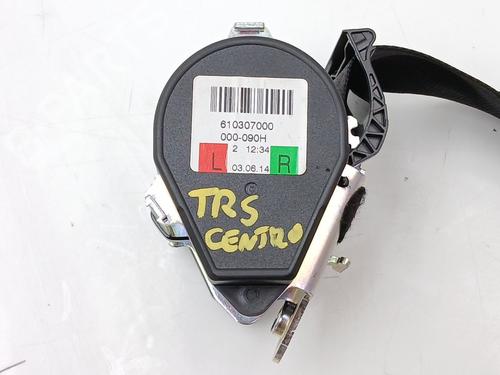 610307000
000-090H
2 12:34
L R
03.06.14
TRS
CENTRO